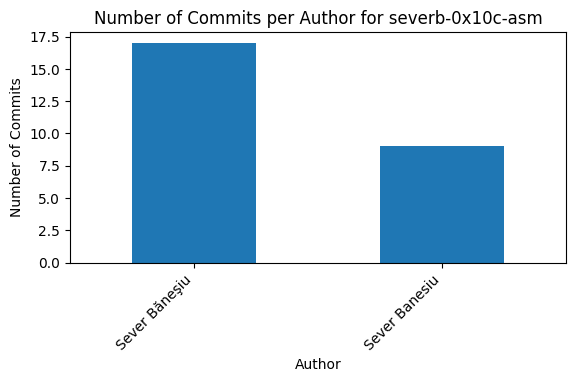 Number of Commits per Author for severb-0x10c-asm
Number of Commits
17.5
15.0
12.5
10.0
7.5
5.0
2.5
0.0
Sever Băneşiu
Sever Banesiu
Author